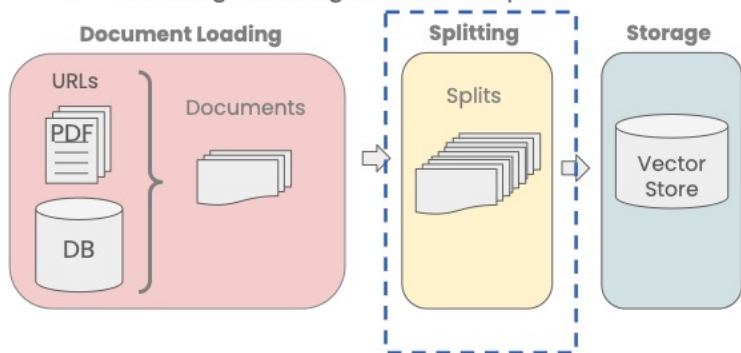 Document Loading
Splitting
Storage
URLs
PDF
DB
Documents
Splits
Vector
Store